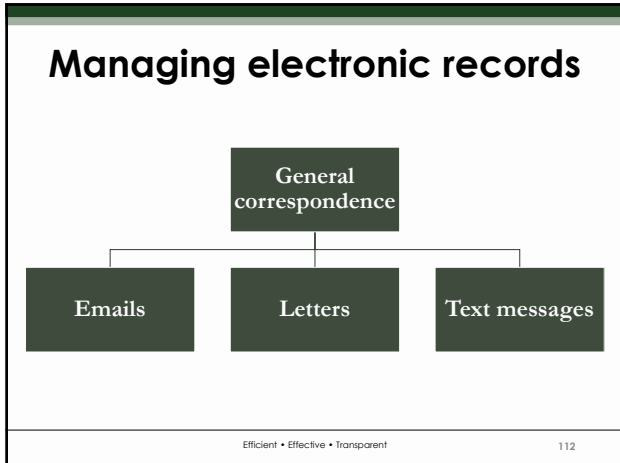 Managing electronic records
General
correspondence
Emails
Letters
Text messages
Efficient • Effective • Transparent
112